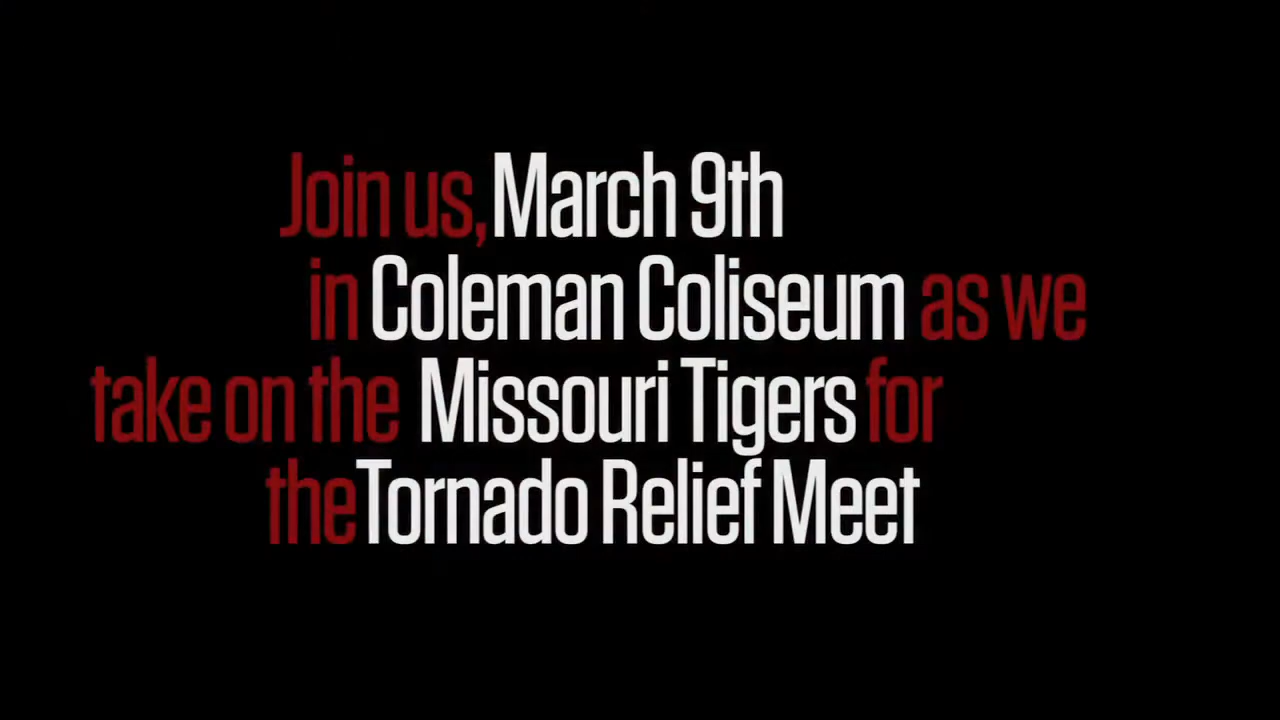 Join us, March 9th
in Coleman Coliseum as we
take on the Missouri Tigers for
the Tornado Relief Meet